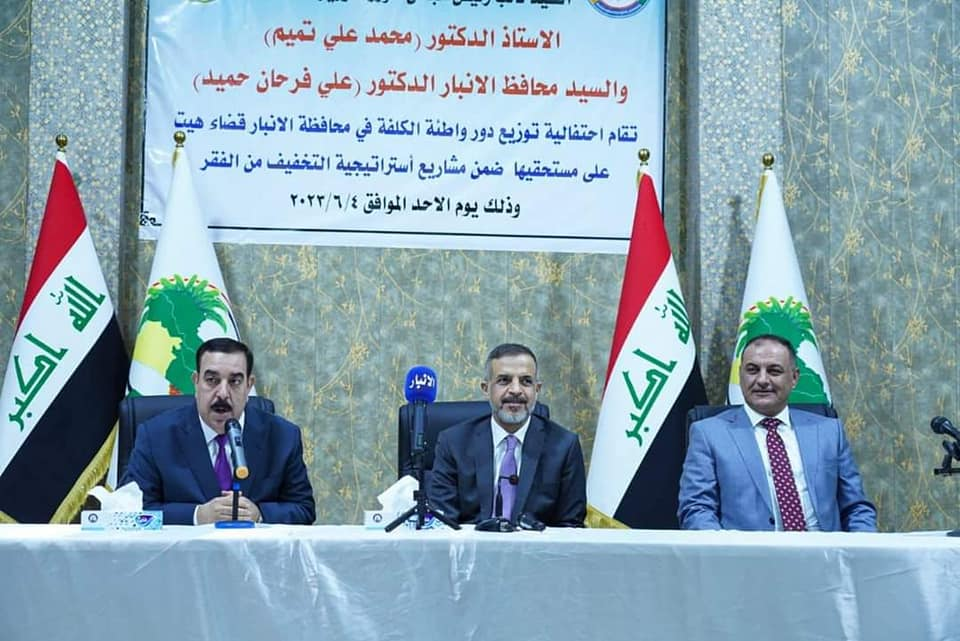 الاستاذ الدكتور (محمد علي تميم)
والسيد محافظ الانبار الدكتور (علي فرحان حميد)
تقام احتفالية توزيع دور واطئة الكلفة في محافظة الانبار قضاء هيت
على مستحقيها ضمن مشاريع أستراتيجية التخفيف من الفقر
وذلك يوم الاحد الموافق ٢٠٢٣/٦/٤
الله اكبر
الله اكبر
الانبار